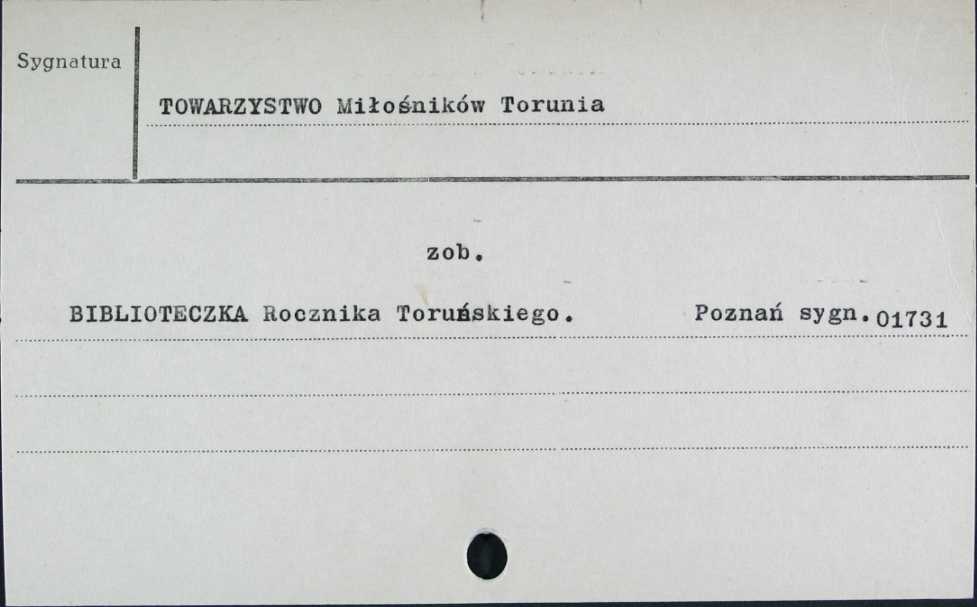 Sygnatura
TOWARZYSTWO Miłośników Torunia
zob.
BIBLIOTECZKA Rocznika Toruńskiego. Poznań sygn. 01731